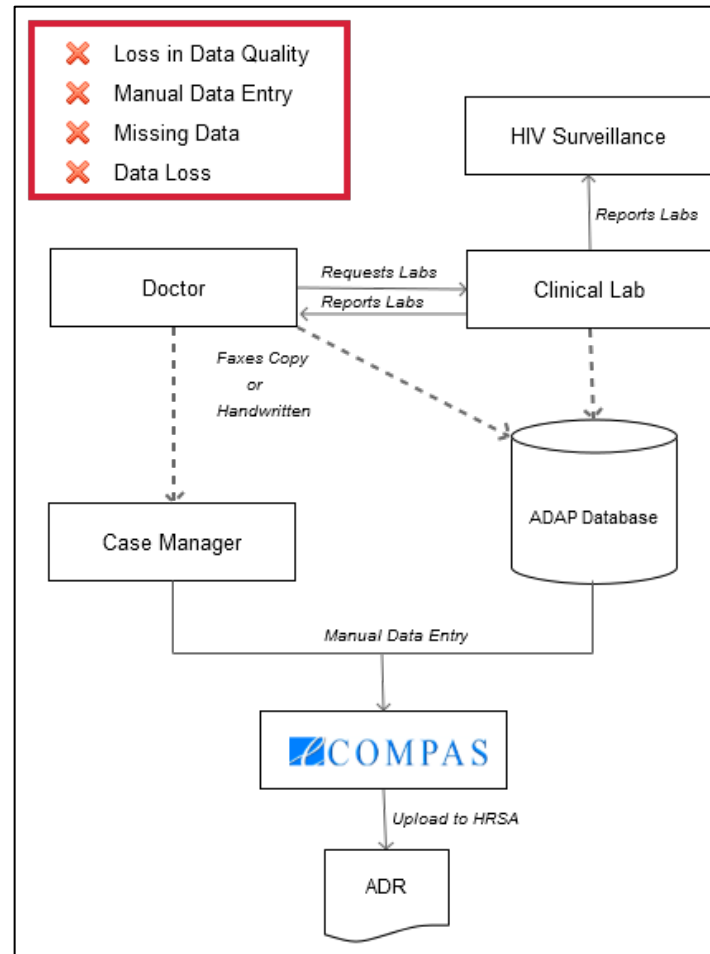 Loss in Data Quality
Manual Data Entry
Missing Data
Data Loss
HIV Surveillance
Reports Labs
Doctor
Requests Labs
Reports Labs
Clinical Lab
Faxes Copy
or
Handwritten
Case Manager
ADAP Database
Manual Data Entry
e COMPAS
Upload to HRSA
ADR